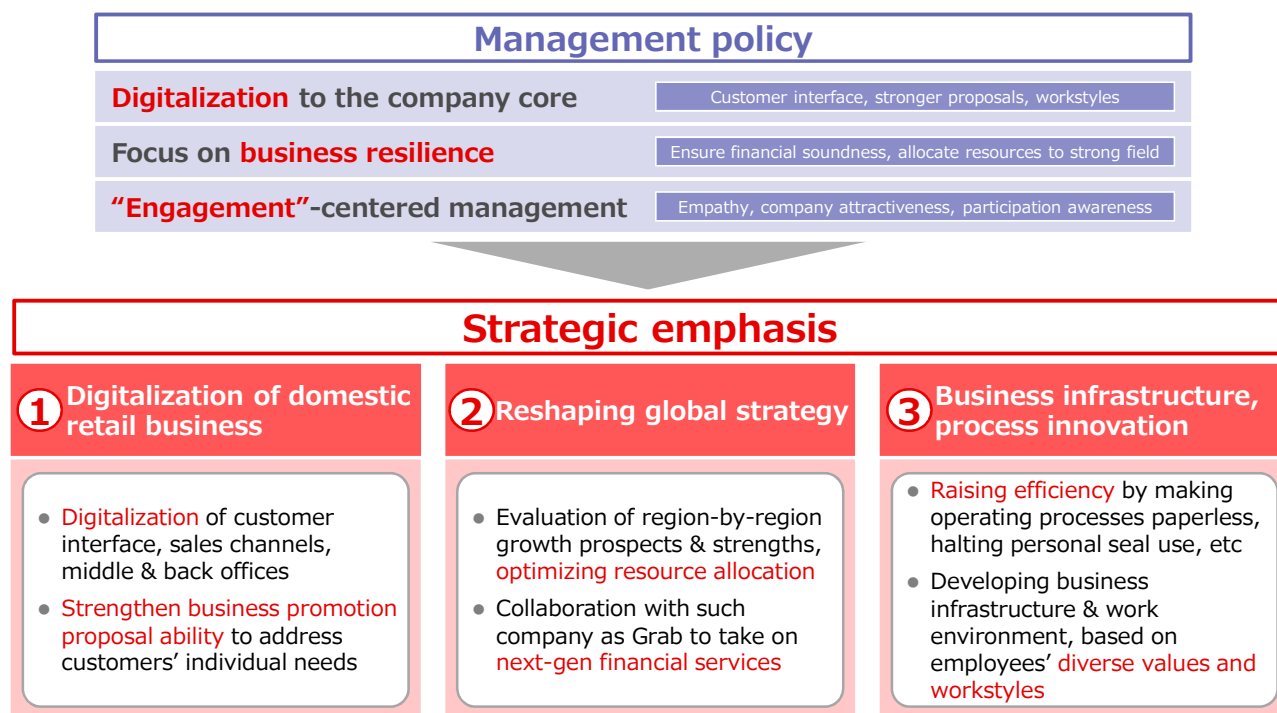 Management policy
Digitalization to the company core
Customer interface, stronger proposals, workstyles
Focus on business resilience
Ensure financial soundness, allocate resources to strong field
“Engagement”-centered management
Empathy, company attractiveness, participation awareness
Strategic emphasis
1
Digitalization of domestic
retail business
● Digitalization of customer
interface, sales channels,
middle & back offices
● Strengthen business promotion
proposal ability to address
customers’ individual needs
2
Reshaping global strategy
● Evaluation of region-by-region
growth prospects & strengths,
optimizing resource allocation
● Collaboration with such
company as Grab to take on
next-gen financial services
3
Business infrastructure,
process innovation
● Raising efficiency by making
operating processes paperless,
halting personal seal use, etc
● Developing business
infrastructure & work
environment, based on
employees’ diverse values and
workstyles